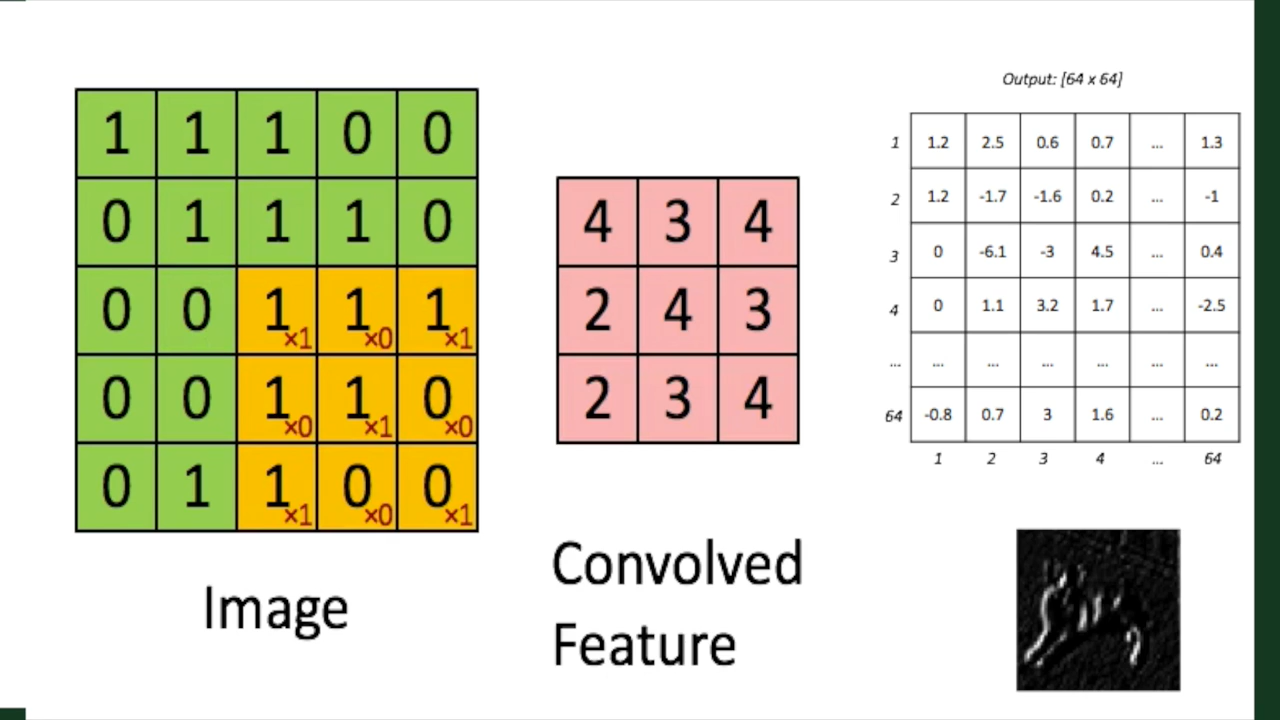 1 1 1 0 0
0 1 1 1 0
0 0 1×1 1×0 1×1
0 0 1×0 1×1 0×0
0 1 1×1 0×0 0×1
Image
4 3 4
2 4 3
2 3 4
Convolved
Feature
Output: [64 x 64]
1 1.2 2.5 0.6 0.7 ... 1.3
2 1.2 -1.7 -1.6 0.2 ... -1
3 0 -6.1 -3 4.5 ... 0.4
4 0 1.1 3.2 1.7 ... -2.5
... ... ... ... ... ... ...
64 -0.8 0.7 3 1.6 ... 0.2
1 2 3 4 ... 64